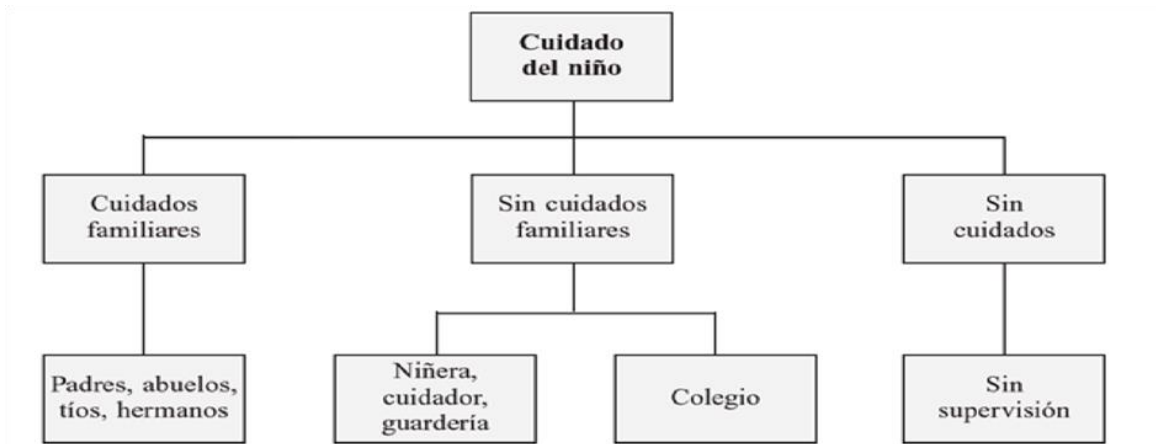 Cuidado
del niño
Cuidados
familiares
Sin cuidados
familiares
Sin
cuidados
Padres, abuelos,
tíos, hermanos
Niñera,
cuidador,
guardería
Colegio
Sin
supervisión